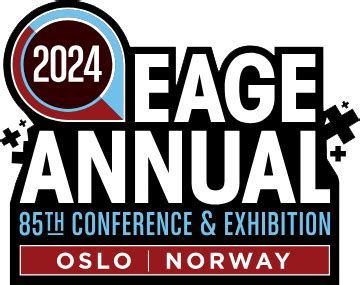 2024
EAGE
ANNUAL
85TH CONFERENCE & EXHIBITION
OSLO | NORWAY